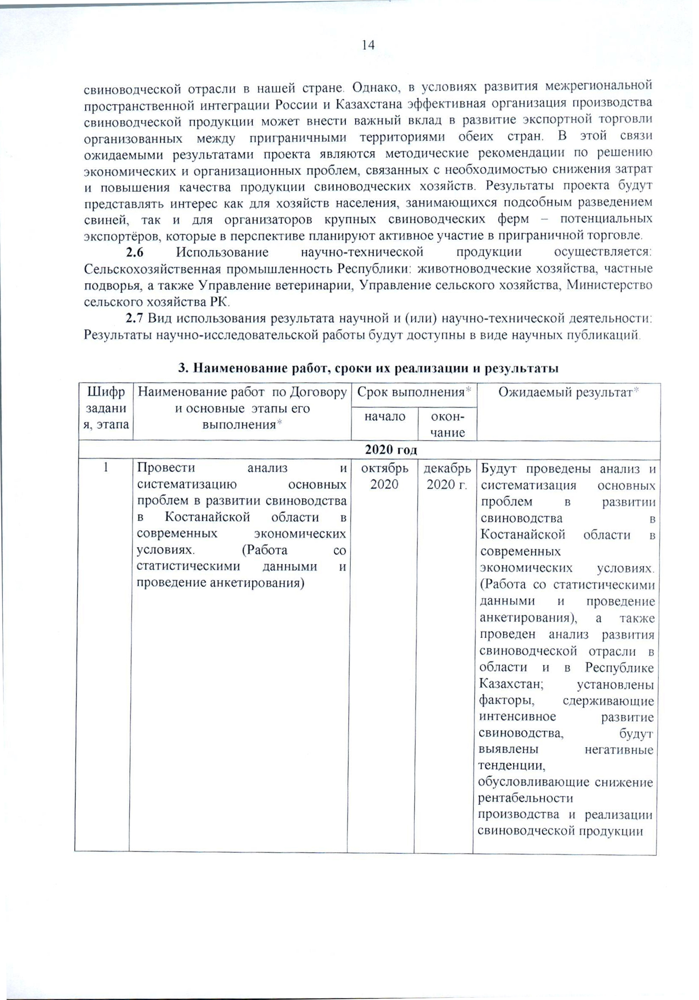 14
свиноводческой отрасли в нашей стране. Однако, в условиях развития межрегиональной
пространственной интеграции России и Казахстана эффективная организация производства
свиноводческой продукции может внести важный вклад в развитие экспортной торговли
организованных между приграничными территориями обеих стран. В этой связи
ожидаемыми результатами проекта являются методические рекомендации по решению
экономических и организационных проблем, связанных с необходимостью снижения затрат
и повышения качества продукции свиноводческих хозяйств. Результаты проекта будут
представлять интерес как для хозяйств населения, занимающихся подсобным разведением
свиней, так и для организаторов крупных свиноводческих ферм – потенциальных
экспортёров, которые в перспективе планируют активное участие в приграничной торговле.
2.6 Использование научно-технической продукции осуществляется:
Сельскохозяйственная промышленность Республики: животноводческие хозяйства, частные
подворья, а также Управление ветеринарии, Управление сельского хозяйства, Министерство
сельского хозяйства РК.
2.7 Вид использования результата научной и (или) научно-технической деятельности:
Результаты научно-исследовательской работы будут доступны в виде научных публикаций.
3. Наименование работ, сроки их реализации и результаты
Шифр
задани
я, этапа
Наименование работ по Договору
и основные этапы его
выполнения*
Срок выполнения*
начало
окон-
чание
Ожидаемый результат*
2020 год
1
Провести анализ и
систематизацию основных
проблем в развитии свиноводства
в Костанайской области в
современных экономических
условиях. (Работа со
статистическими данными и
проведение анкетирования)
октябрь
2020
декабрь
2020 г.
Будут проведены анализ и
систематизация основных
проблем в развитии
свиноводства в
Костанайской области в
современных
экономических условиях.
(Работа со статистическими
данными и проведение
анкетирования), а также
проведен анализ развития
свиноводческой отрасли в
области и в Республике
Казахстан; установлены
факторы, сдерживающие
интенсивное развитие
свиноводства, будут
выявлены негативные
тенденции,
обусловливающие снижение
рентабельности
производства и реализации
свиноводческой продукции